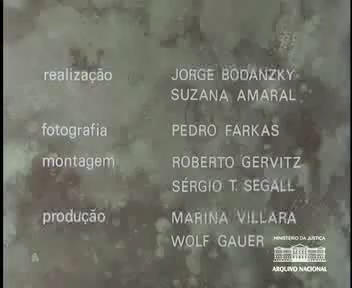 realização JORGE BODANZKY
SUZANA AMARAL
fotografia PEDRO FARKAS
montagem ROBERTO GERVITZ
SÉRGIO T. SEGALL
produção MARINA VILLARA
WOLF GAUER
MINISTÉRIO DA JUSTIÇA
ARQUIVO NACIONAL